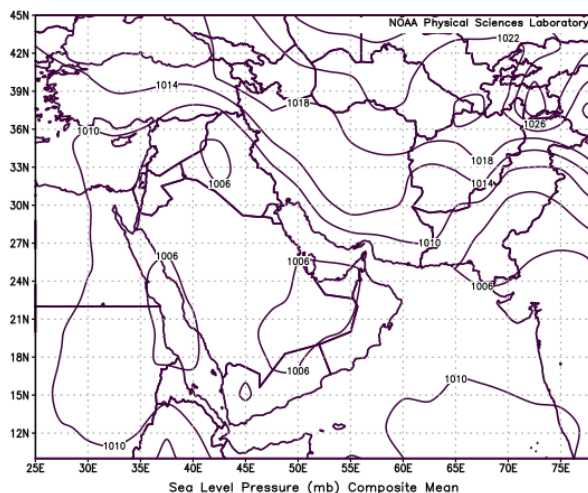 NOAA Physical Sciences Laboratory
45N
42N
39N
36N
33N
30N
27N
24N
21N
18N
15N
12N
1022
1014
1018
1026
1010
1018
1014
1006
1010
1006
1006
1006
1006
1010
1010
25E 30E 35E 40E 45E 50E 55E 60E 65E 70E 75E
Sea Level Pressure (mb) Composite Mean